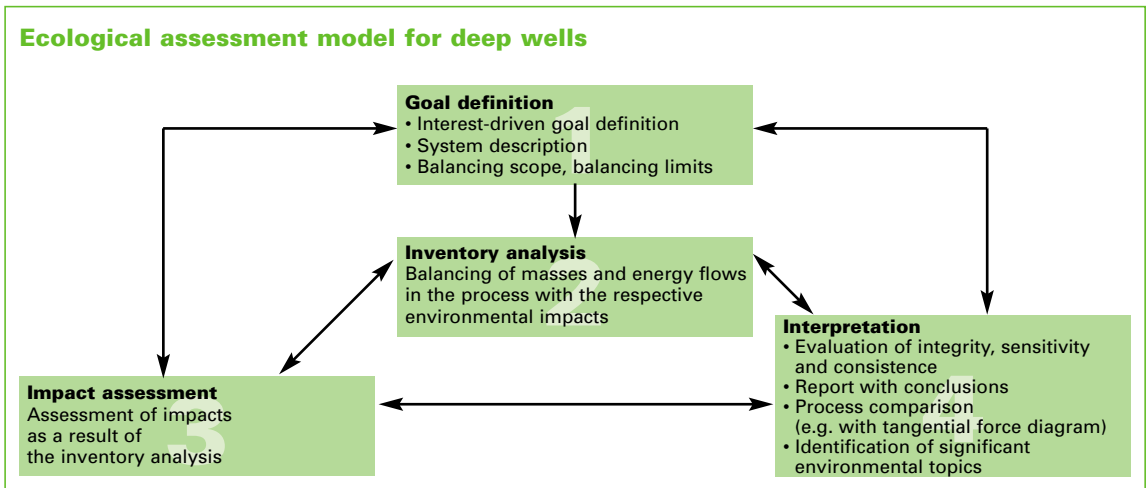 Ecological assessment model for deep wells
1
Goal definition
• Interest-driven goal definition
• System description
• Balancing scope, balancing limits
2
Inventory analysis
Balancing of masses and energy flows
in the process with the respective
environmental impacts
3
Impact assessment
Assessment of impacts
as a result of
the inventory analysis
4
Interpretation
• Evaluation of integrity, sensitivity
and consistence
• Report with conclusions
• Process comparison
(e.g. with tangential force diagram)
• Identification of significant
environmental topics